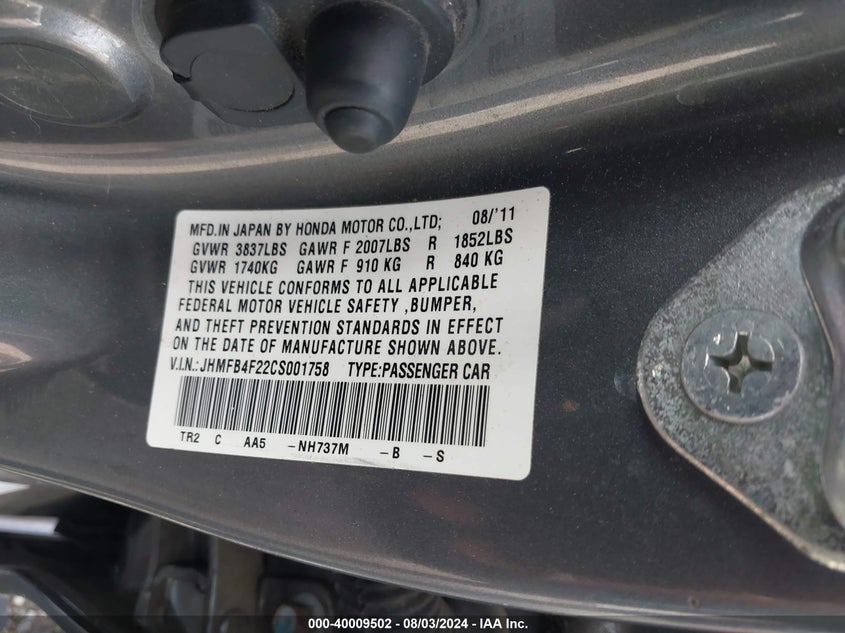 MFD.IN JAPAN BY HONDA MOTOR CO.,LTD; 08/'11
GVWR 3837LBS GAWR F 2007LBS R 1852LBS
GVWR 1740KG GAWR F 910 KG R 840 KG
THIS VEHICLE CONFORMS TO ALL APPLICABLE
FEDERAL MOTOR VEHICLE SAFETY ,BUMPER,
AND THEFT PREVENTION STANDARDS IN EFFECT
ON THE DATE OF MANUFACTURE SHOWN ABOVE.
V.I.N.:JHMFB4F22CS001758 TYPE:PASSENGER CAR
TR2 C AA5 -NH737M -B -S
000-40009502 - 08/03/2024 - IAA Inc.